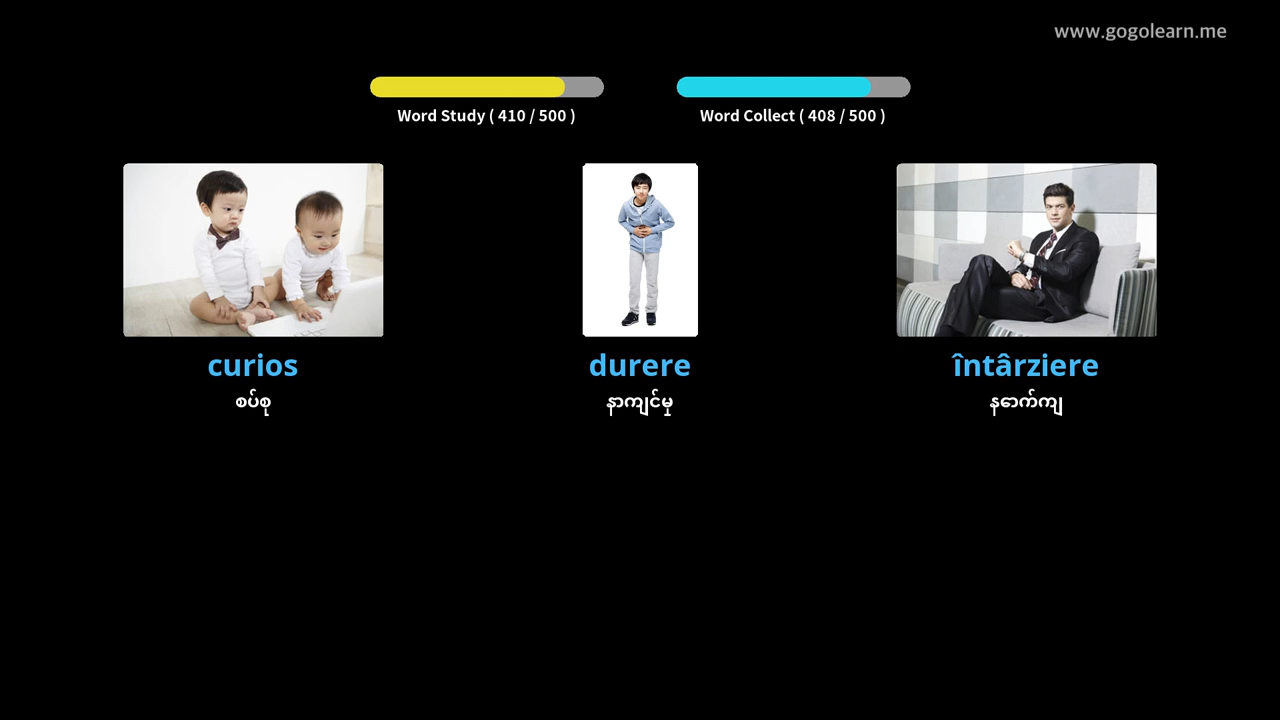 www.gogolearn.me
Word Study ( 410 / 500 )
Word Collect ( 408 / 500 )
curios
durere
întârziere
စပ်စု
နာကျင်မှု
နောက်ကျ